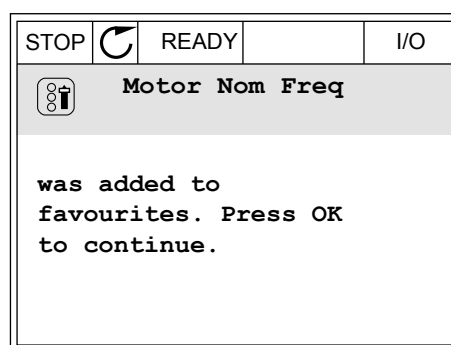 STOP READY I/O
Motor Nom Freq
was added to
favourites. Press OK
to continue.